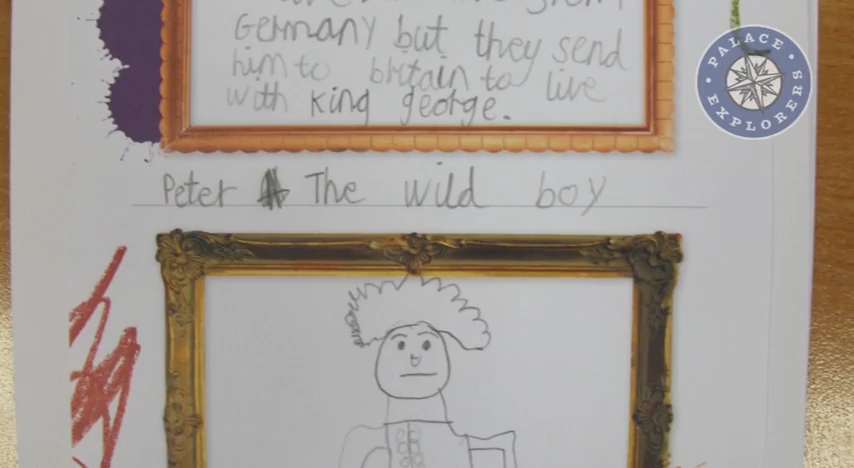 Germany but they send
him to britain to live
with King george.
Peter The wild boy
PALACE EXPLORERS